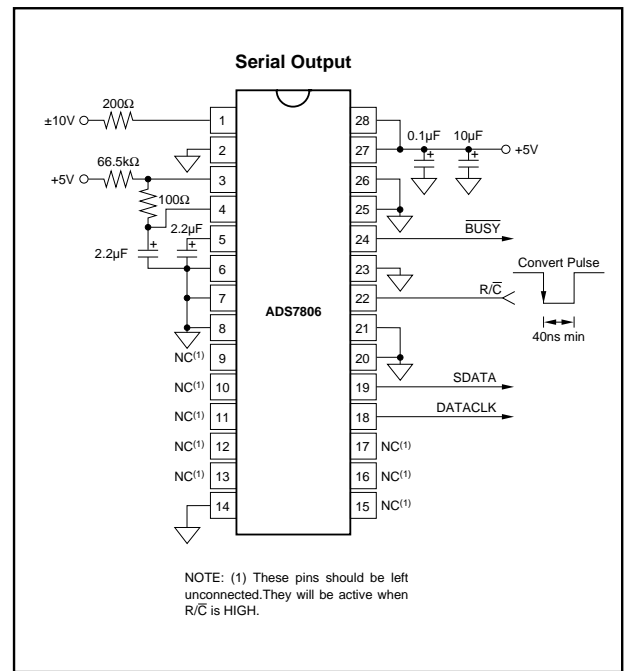 Serial Output
200Ω
±10V
66.5kΩ
+5V
100Ω
2.2µF
2.2µF
1
2
3
4
5
6
7
8
9
10
11
12
13
14
NC(1)
NC(1)
NC(1)
NC(1)
NC(1)
ADS7806
28
27
26
25
24
23
22
21
20
19
18
17
16
15
0.1µF
10µF
+5V
BUSY
Convert Pulse
R/C
40ns min
SDATA
DATACLK
NC(1)
NC(1)
NC(1)
NOTE: (1) These pins should be left
unconnected.They will be active when
R/C is HIGH.